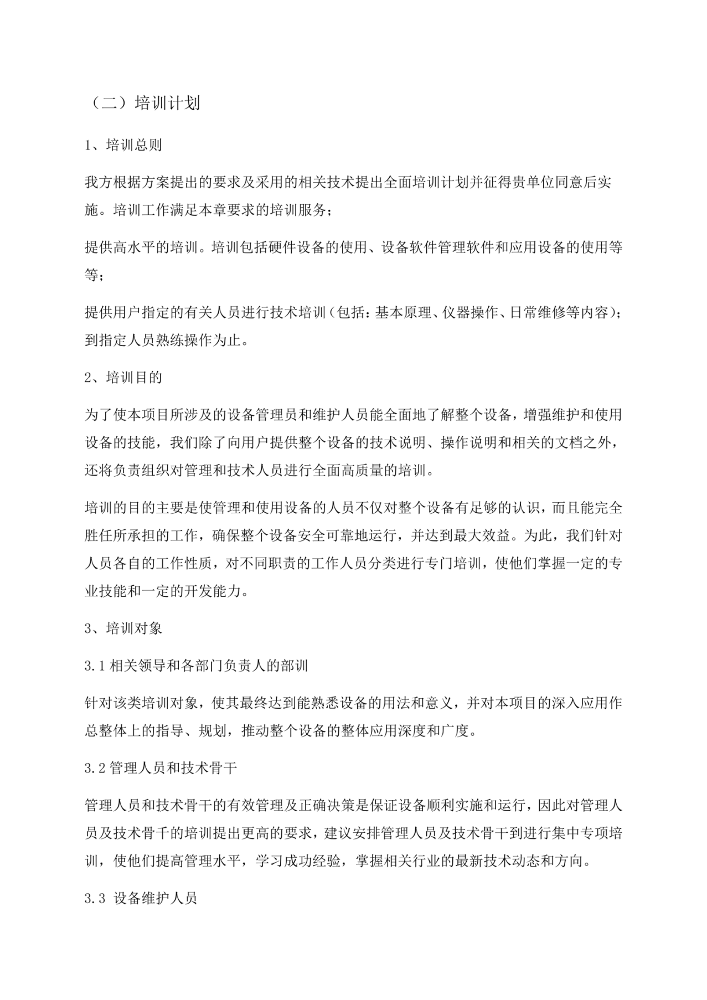 （二）培训计划
1、培训总则
我方根据方案提出的要求及采用的相关技术提出全面培训计划并征得贵单位同意后实
施。培训工作满足本章要求的培训服务；
提供高水平的培训。培训包括硬件设备的使用、设备软件管理软件和应用设备的使用等
等；
提供用户指定的有关人员进行技术培训（包括：基本原理、仪器操作、日常维修等内容）；
到指定人员熟练操作为止。
2、培训目的
为了使本项目所涉及的设备管理员和维护人员能全面地了解整个设备，增强维护和使用
设备的技能，我们除了向用户提供整个设备的技术说明、操作说明和相关的文档之外，
还将负责组织对管理和技术人员进行全面高质量的培训。
培训的目的主要是使管理和使用设备的人员不仅对整个设备有足够的认识，而且能完全
胜任所承担的工作，确保整个设备安全可靠地运行，并达到最大效益。为此，我们针对
人员各自的工作性质，对不同职责的工作人员分类进行专门培训，使他们掌握一定的专
业技能和一定的开发能力。
3、培训对象
3.1相关领导和各部门负责人的部训
针对该类培训对象，使其最终达到能熟悉设备的用法和意义，并对本项目的深入应用作
总整体上的指导、规划，推动整个设备的整体应用深度和广度。
3.2管理人员和技术骨干
管理人员和技术骨干的有效管理及正确决策是保证设备顺利实施和运行，因此对管理人
员及技术骨千的培训提出更高的要求，建议安排管理人员及技术骨干到进行集中专项培
训，使他们提高管理水平，学习成功经验，掌握相关行业的最新技术动态和方向。
3.3 设备维护人员